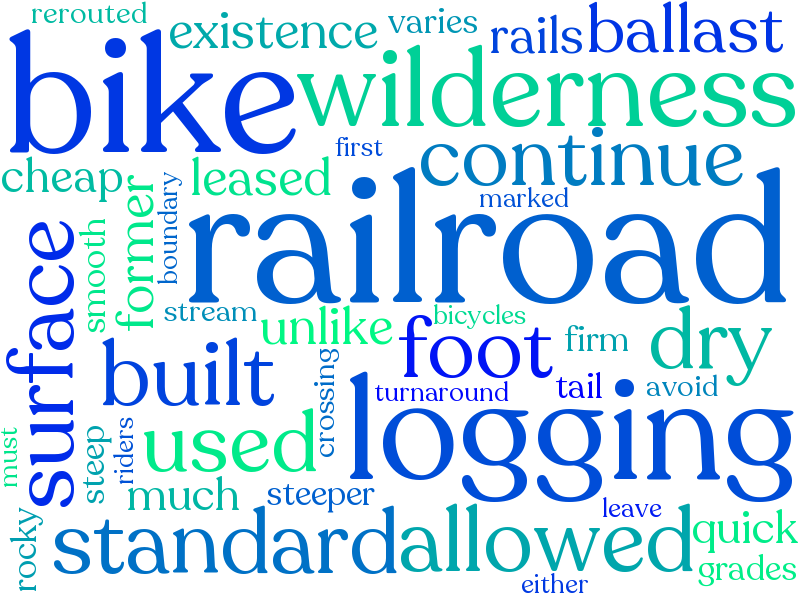 rerouted
existence
varies
rails
ballast
bike
wilderness
first
continue
cheap
leased
boundary
former
smooth
marked
railroad
surface
stream
unlike
bicycles
foot
firm
dry
built
crossing
turnaround
tail
avoid
logging
must
steep
riders
used
much
steeper
rocky
standard
allowed
leave
quick
grades
either